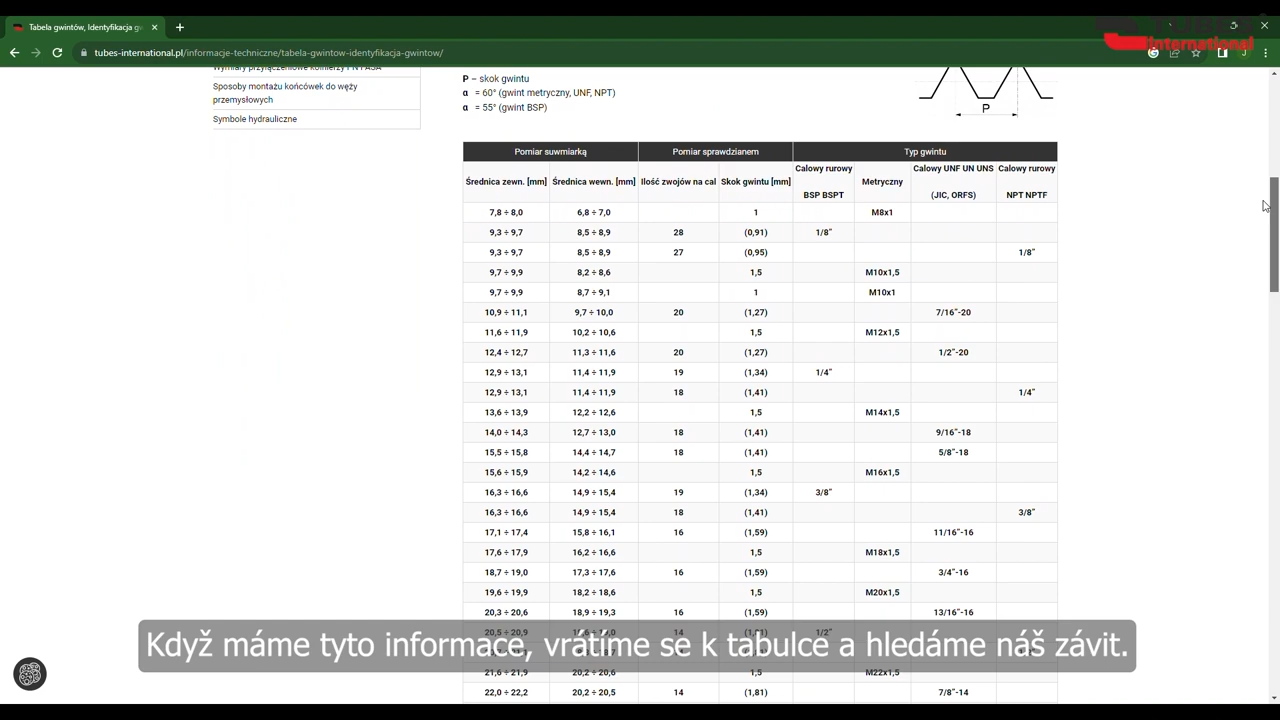 Tabela gwintów, Identyfikacja gw
tubes-international.pl/informacje-techniczne/tabela-gwintow-identyfikacja-gwintow/
TUBES
international
Wymiary przyłączeniowe kołnierzy PN I ASA
Sposoby montażu końcówek do węży
przemysłowych
Symbole hydrauliczne
P – skok gwintu
α = 60° (gwint metryczny, UNF, NPT)
α = 55° (gwint BSP)
P
Pomiar suwmiarką Pomiar sprawdzianem Typ gwintu
Średnica zewn. [mm] Średnica wewn. [mm] Ilość zwojów na cal Skok gwintu [mm] Calowy rurowy BSP BSPT Metryczny Calowy UNF UN UNS (JIC, ORFS) Calowy rurowy NPT NPTF
7,8 ÷ 8,0 6,8 ÷ 7,0 1 M8x1
9,3 ÷ 9,7 8,5 ÷ 8,9 28 (0,91) 1/8"
9,3 ÷ 9,7 8,5 ÷ 8,9 27 (0,95) 1/8"
9,7 ÷ 9,9 8,2 ÷ 8,6 1,5 M10x1,5
9,7 ÷ 9,9 8,7 ÷ 9,1 1 M10x1
10,9 ÷ 11,1 9,7 ÷ 10,0 20 (1,27) 7/16"-20
11,6 ÷ 11,9 10,2 ÷ 10,6 1,5 M12x1,5
12,4 ÷ 12,7 11,3 ÷ 11,6 20 (1,27) 1/2"-20
12,9 ÷ 13,1 11,4 ÷ 11,9 19 (1,34) 1/4"
12,9 ÷ 13,1 11,4 ÷ 11,9 18 (1,41) 1/4"
13,6 ÷ 13,9 12,2 ÷ 12,6 1,5 M14x1,5
14,0 ÷ 14,3 12,7 ÷ 13,0 18 (1,41) 9/16"-18
15,5 ÷ 15,8 14,4 ÷ 14,7 18 (1,41) 5/8"-18
15,6 ÷ 15,9 14,2 ÷ 14,6 1,5 M16x1,5
16,3 ÷ 16,6 14,9 ÷ 15,4 19 (1,34) 3/8"
16,3 ÷ 16,6 14,9 ÷ 15,4 18 (1,41) 3/8"
17,1 ÷ 17,4 15,8 ÷ 16,1 16 (1,59) 11/16"-16
17,6 ÷ 17,9 16,2 ÷ 16,6 1,5 M18x1,5
18,7 ÷ 19,0 17,3 ÷ 17,6 16 (1,59) 3/4"-16
19,6 ÷ 19,9 18,2 ÷ 18,6 1,5 M20x1,5
20,3 ÷ 20,6 18,9 ÷ 19,3 16 (1,59) 13/16"-16
20,5 ÷ 20,9 14 (1,81) 1/2"
Když máme tyto informace, vrátíme se k tabulce a hledáme náš závit.
21,6 ÷ 21,9 20,2 ÷ 20,6 1,5 M22x1,5
22,0 ÷ 22,2 20,2 ÷ 20,5 14 (1,81) 7/8"-14